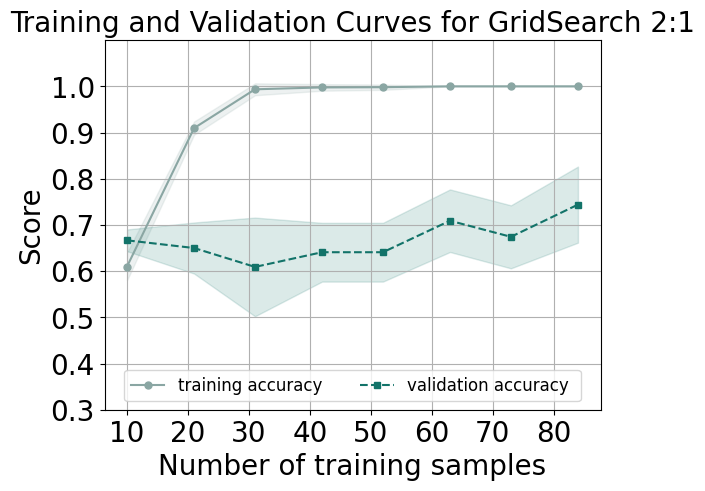 Training and Validation Curves for GridSearch 2:1
Score
1.0
0.9
0.8
0.7
0.6
0.5
0.4
0.3
training accuracy validation accuracy
10 20 30 40 50 60 70 80
Number of training samples